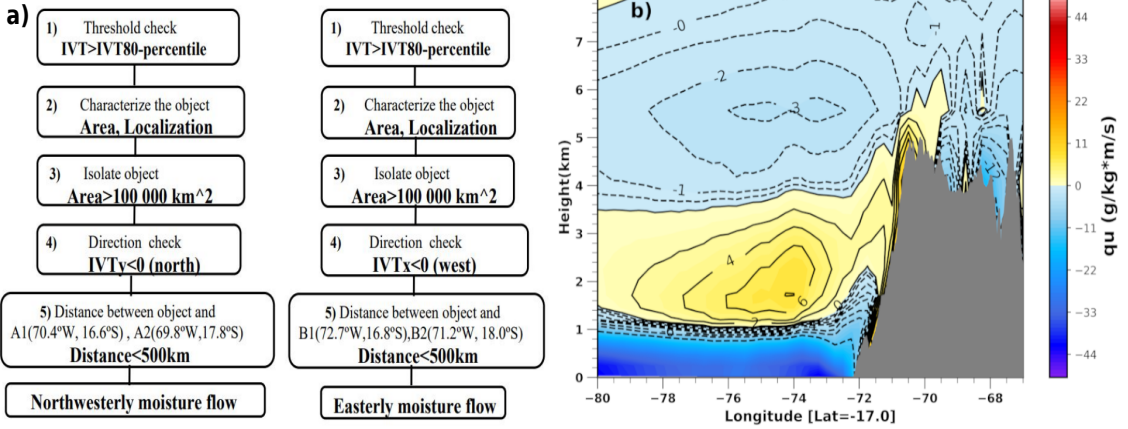 a)
1) Threshold check
IVT>IVT80-percentile
2) Characterize the object
Area, Localization
3) Isolate object
Area>100 000 km^2
4) Direction check
IVTy<0 (north)
5) Distance between object and
A1(70.4ºW, 16.6ºS) , A2(69.8ºW,17.8ºS)
Distance<500km
Northwesterly moisture flow
1) Threshold check
IVT>IVT80-percentile
2) Characterize the object
Area, Localization
3) Isolate object
Area>100 000 km^2
4) Direction check
IVTx<0 (west)
5) Distance between object and
B1(72.7ºW,16.8ºS),B2(71.2ºW, 18.0ºS)
Distance<500km
Easterly moisture flow
b)
Height(km)
7
6
5
4
3
2
1
0
-0
-1
-2
-3
-1
4
6
0
2
−80
−78
−76
−74
−72
−70
−68
Longitude [Lat=-17.0]
44
33
22
11
0
−11
−22
−33
−44
qu (g/kg*m/s)